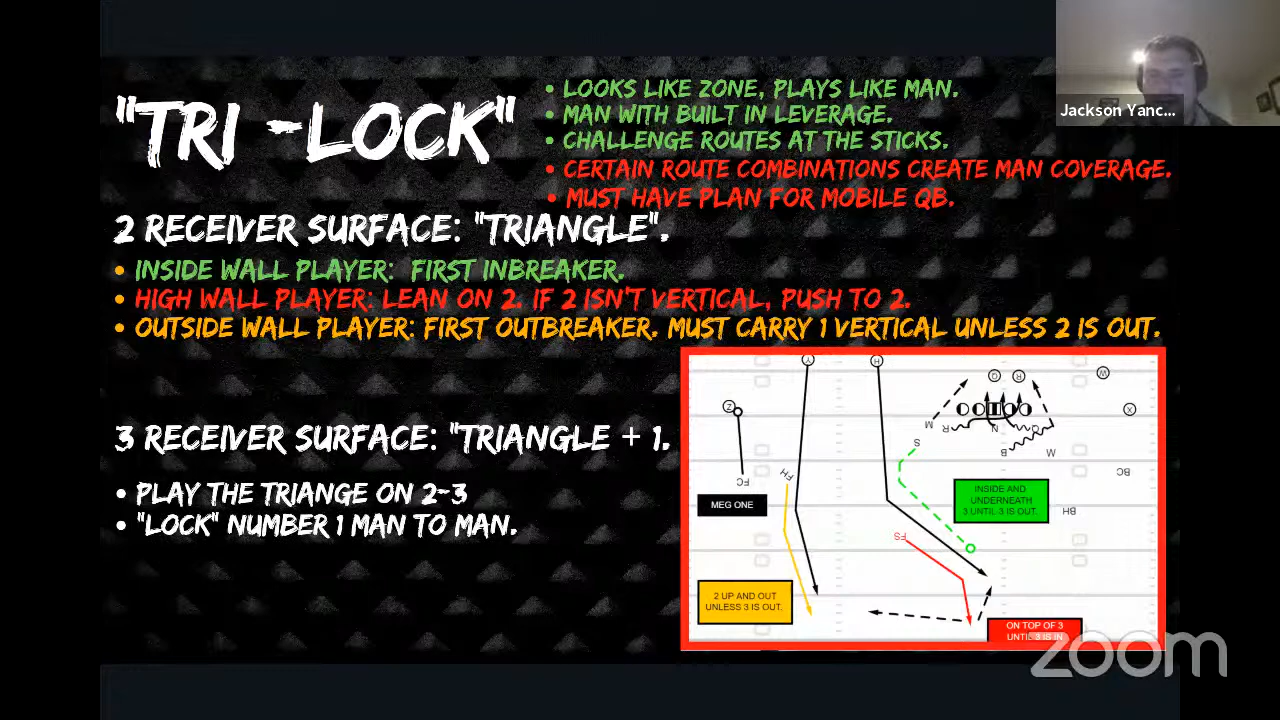 "TRI -LOCK"
• LOOKS LIKE ZONE, PLAYS LIKE MAN.
• MAN WITH BUILT IN LEVERAGE.
• CHALLENGE ROUTES AT THE STICKS.
• CERTAIN ROUTE COMBINATIONS CREATE MAN COVERAGE.
• MUST HAVE PLAN FOR MOBILE QB.
Jackson Yanc...
2 RECEIVER SURFACE: "TRIANGLE".
• INSIDE WALL PLAYER: FIRST INBREAKER.
• HIGH WALL PLAYER: LEAN ON 2. IF 2 ISN'T VERTICAL, PUSH TO 2.
• OUTSIDE WALL PLAYER: FIRST OUTBREAKER. MUST CARRY 1 VERTICAL UNLESS 2 IS OUT.
3 RECEIVER SURFACE: "TRIANGLE + 1.
• PLAY THE TRIANGE ON 2-3
• "LOCK" NUMBER 1 MAN TO MAN.
Y
H
Q
R
W
Z
X
M
R
N
S
B
M
FC
FH
BC
MEG ONE
INSIDE AND
UNDERNEATH
3 UNTIL 3 IS OUT.
BH
FS
2 UP AND OUT
UNLESS 3 IS OUT.
ON TOP OF 3
UNTIL 3 IS IN
zoom